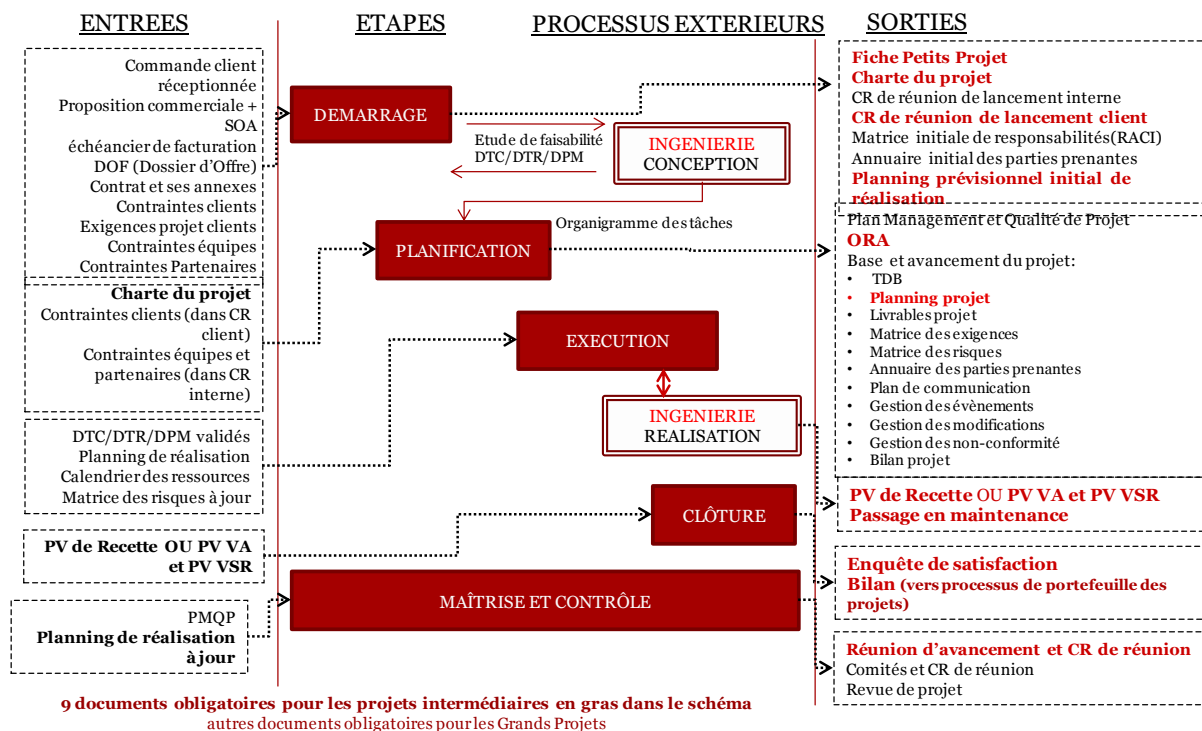 ENTREES
ETAPES
PROCESSUS EXTERIEURS
SORTIES
Commande client
réceptionnée
Proposition commerciale +
SOA
échéancier de facturation
DOF (Dossier d'Offre)
Contrat et ses annexes
Contraintes clients
Exigences projet clients
Contraintes équipes
Contraintes Partenaires
Charte du projet
Contraintes clients (dans CR
client)
Contraintes équipes et
partenaires (dans CR
interne)
DTC/DTR/DPM validés
Planning de réalisation
Calendrier des ressources
Matrice des risques à jour
PV de Recette OU PV VA
et PV VSR
PMQP
Planning de réalisation
à jour
DEMARRAGE
Etude de faisabilité
DTC/DTR/DPM
INGENIERIE
CONCEPTION
Organigramme des tâches
PLANIFICATION
EXECUTION
INGENIERIE
REALISATION
CLÔTURE
MAÎTRISE ET CONTRÔLE
Fiche Petits Projet
Charte du projet
CR de réunion de lancement interne
CR de réunion de lancement client
Matrice initiale de responsabilités(RACI)
Annuaire initial des parties prenantes
Planning prévisionnel initial de
réalisation
Plan Management et Qualité de Projet
ORA
Base et avancement du projet:
• TDB
• Planning projet
• Livrables projet
• Matrice des exigences
• Matrice des risques
• Annuaire des parties prenantes
• Plan de communication
• Gestion des évènements
• Gestion des modifications
• Gestion des non-conformité
• Bilan projet
PV de Recette OU PV VA et PV VSR
Passage en maintenance
Enquête de satisfaction
Bilan (vers processus de portefeuille des
projets)
Réunion d'avancement et CR de réunion
Comités et CR de réunion
Revue de projet
9 documents obligatoires pour les projets intermédiaires en gras dans le schéma
autres documents obligatoires pour les Grands Projets